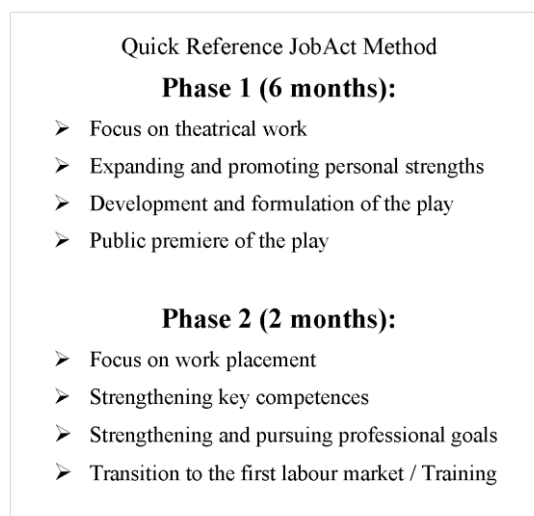 Quick Reference JobAct Method
Phase 1 (6 months):
➢ Focus on theatrical work
➢ Expanding and promoting personal strengths
➢ Development and formulation of the play
➢ Public premiere of the play
Phase 2 (2 months):
➢ Focus on work placement
➢ Strengthening key competences
➢ Strengthening and pursuing professional goals
➢ Transition to the first labour market / Training